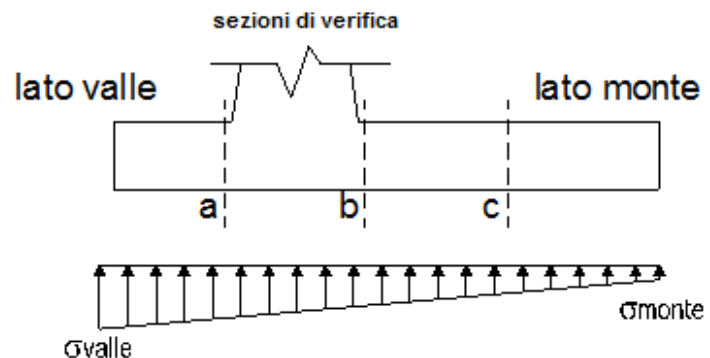 sezioni di verifica
lato valle
lato monte
a
b
c
σvalle
σmonte